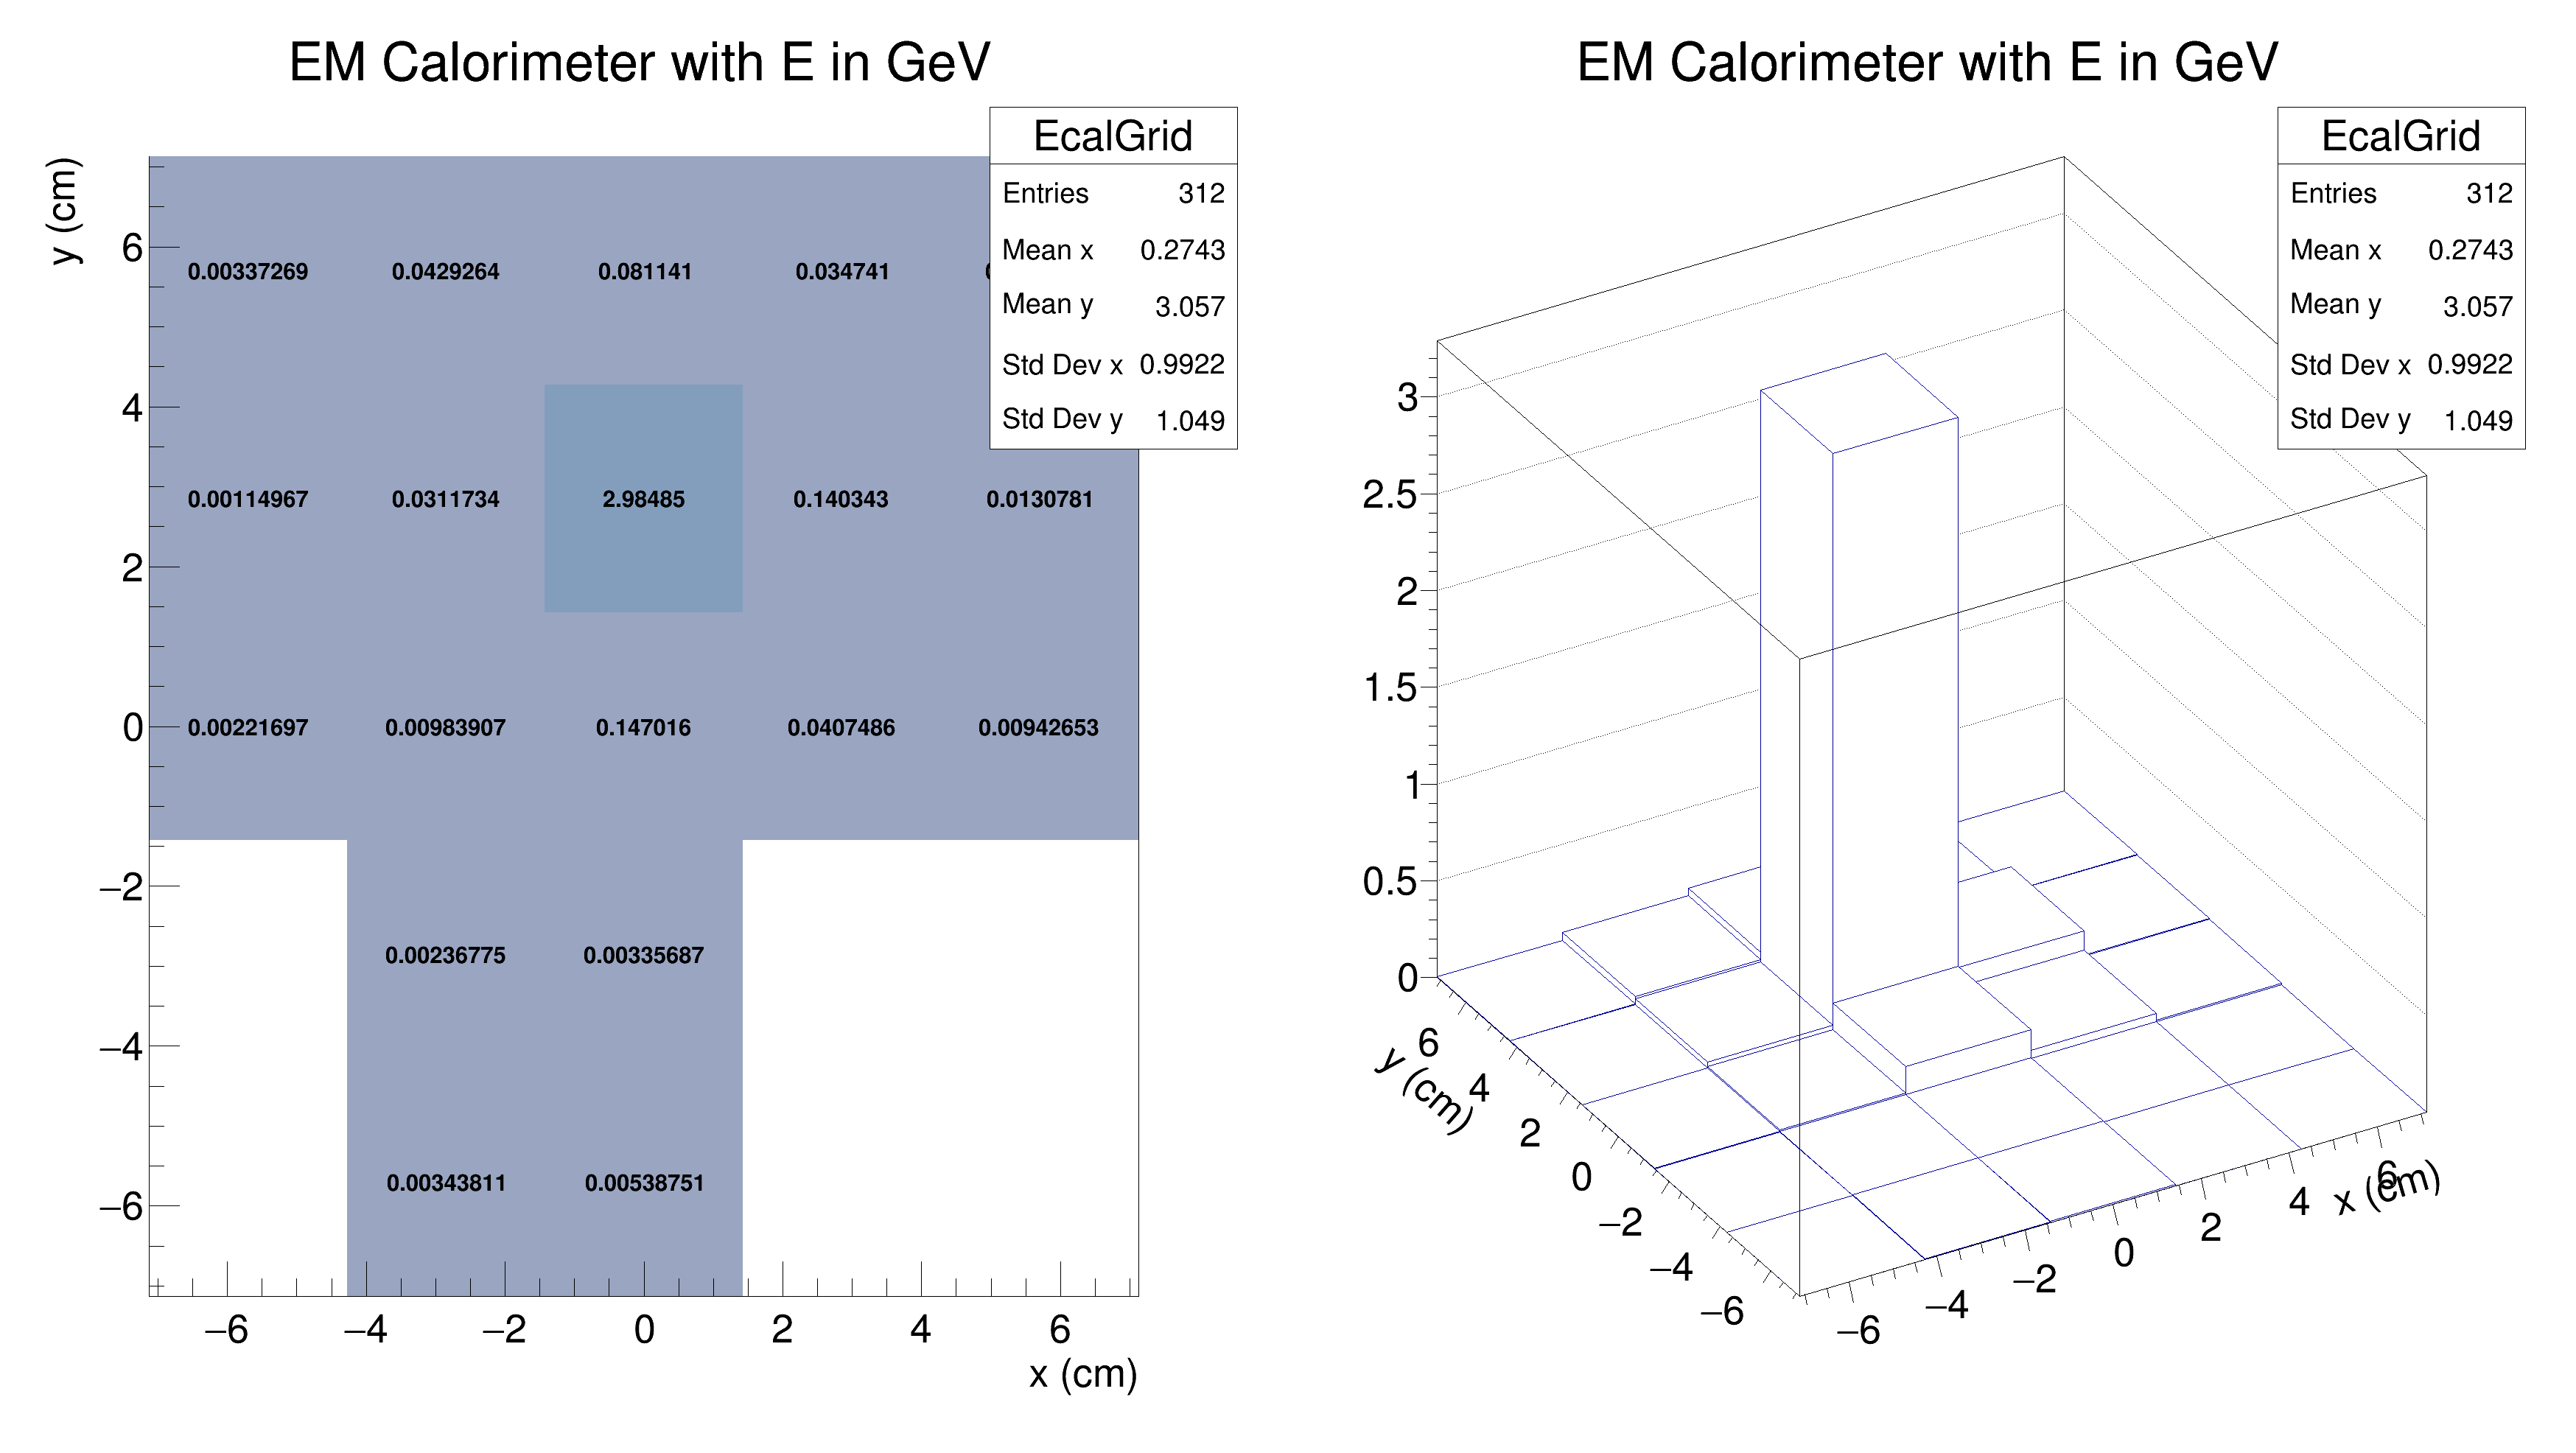 EM Calorimeter with E in GeV
EcalGrid
Entries 312
Mean x 0.2743
Mean y 3.057
Std Dev x 0.9922
Std Dev y 1.049
y (cm)
6
4
2
0
−2
−4
−6
0.00337269 0.0429264 0.081141 0.034741
0.00114967 0.0311734 2.98485 0.140343 0.0130781
0.00221697 0.00983907 0.147016 0.0407486 0.00942653
0.00236775 0.00335687
0.00343811 0.00538751
−6 −4 −2 0 2 4 6
x (cm)
EM Calorimeter with E in GeV
EcalGrid
Entries 312
Mean x 0.2743
Mean y 3.057
Std Dev x 0.9922
Std Dev y 1.049
3
2.5
2
1.5
1
0.5
0
6
4
2
0
−2
−4
−6
y (cm)
−6
−4
−2
0
2
4
6
x (cm)